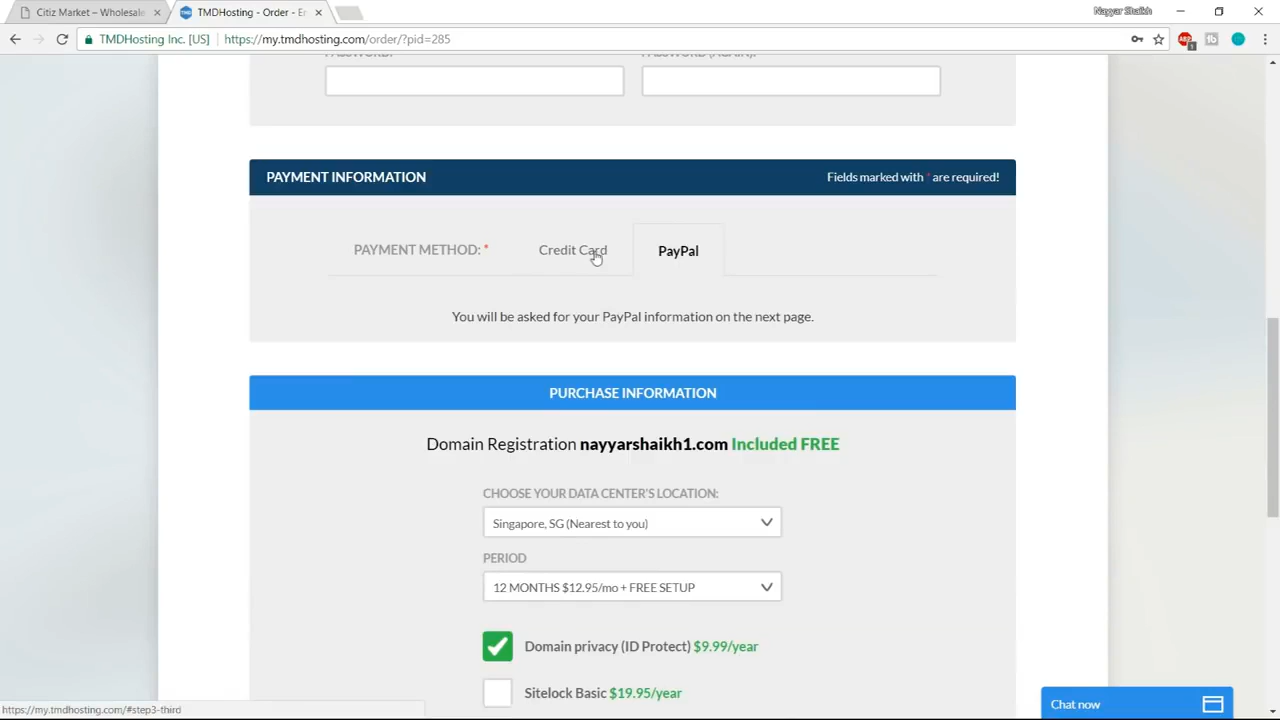 Citiz Market – Wholesale
TMDHosting - Order - En
Nayyar Shaikh
TMDHosting Inc. [US]
https://my.tmdhosting.com/order/?pid=285
PASSWORD:
PASSWORD (AGAIN):
PAYMENT INFORMATION
Fields marked with * are required!
PAYMENT METHOD: *
Credit Card
PayPal
You will be asked for your PayPal information on the next page.
PURCHASE INFORMATION
Domain Registration nayyarshaikh1.com Included FREE
CHOOSE YOUR DATA CENTER'S LOCATION:
Singapore, SG (Nearest to you)
PERIOD
12 MONTHS $12.95/mo + FREE SETUP
Domain privacy (ID Protect) $9.99/year
Sitelock Basic $19.95/year
https://my.tmdhosting.com/#step3-third
Chat now